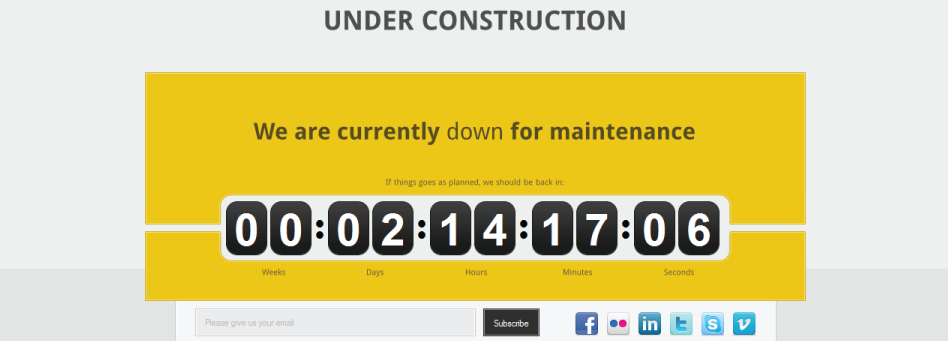 UNDER CONSTRUCTION
We are currently down for maintenance
If things goes as planned, we should be back in:
00:02:14:17:06
Weeks Days Hours Minutes Seconds
Please give us your email Subscribe f in t S v